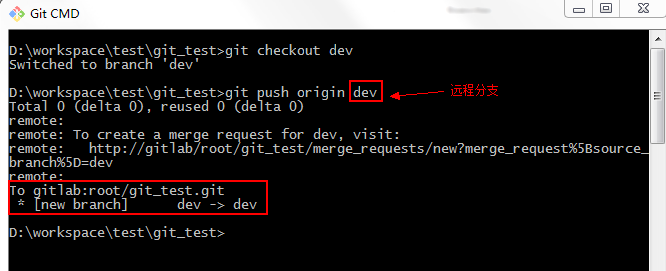 Git CMD
D:\workspace\test\git_test>git checkout dev
Switched to branch 'dev'
D:\workspace\test\git_test>git push origin dev
远程分支
Total 0 (delta 0), reused 0 (delta 0)
remote:
remote: To create a merge request for dev, visit:
remote:   http://gitlab/root/git_test/merge_requests/new?merge_request%5Bsource_
branch%5D=dev
remote:
To gitlab:root/git_test.git
 * [new branch]      dev -> dev
D:\workspace\test\git_test>